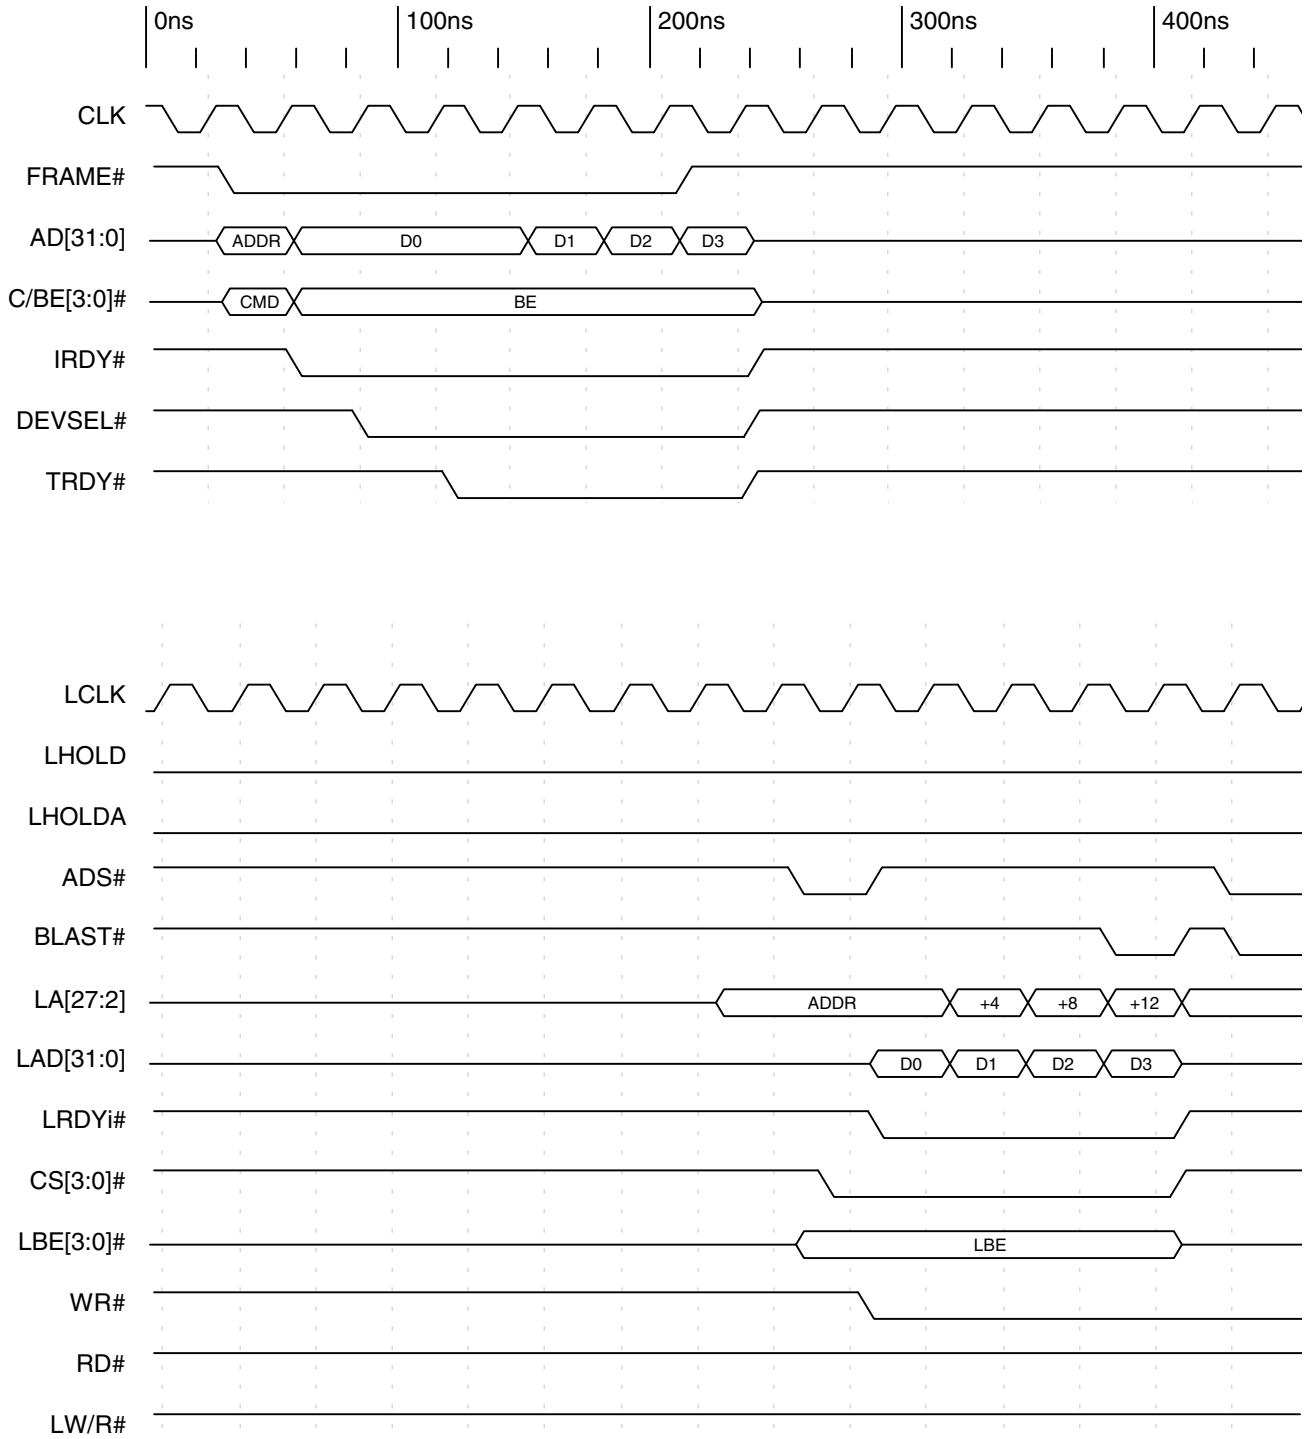 0ns 100ns 200ns 300ns 400ns
CLK
FRAME#
AD[31:0] ADDR D0 D1 D2 D3
C/BE[3:0]# CMD BE
IRDY#
DEVSEL#
TRDY#
LCLK
LHOLD
LHOLDA
ADS#
BLAST#
LA[27:2] ADDR +4 +8 +12
LAD[31:0] D0 D1 D2 D3
LRDYi#
CS[3:0]#
LBE[3:0]# LBE
WR#
RD#
LW/R#